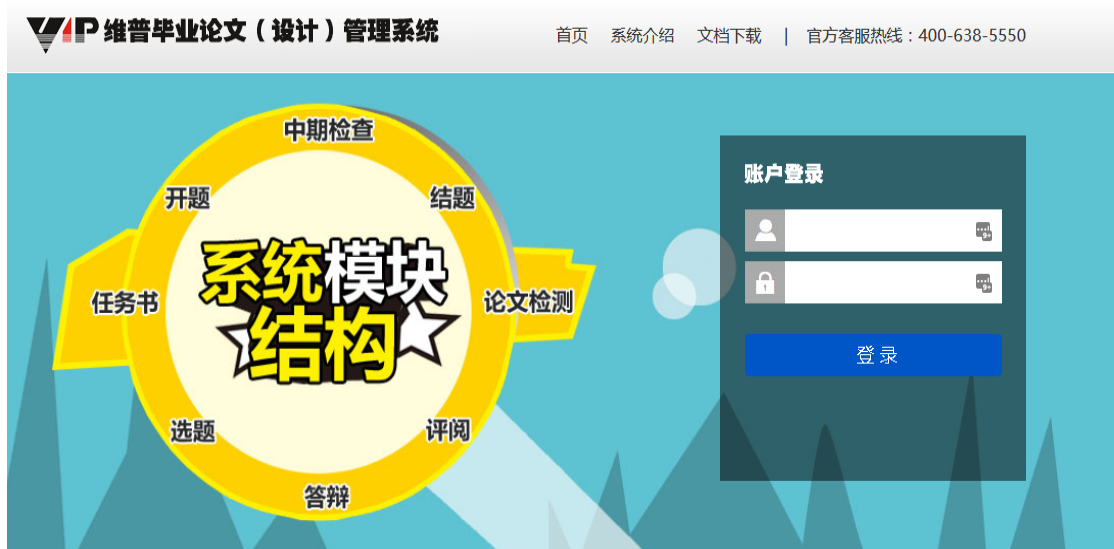 VIP 维普毕业论文（设计）管理系统
首页 系统介绍 文档下载 | 官方客服热线：400-638-5550
中期检查
开题
结题
任务书
系统模块
结构
论文检测
选题
评阅
答辩
账户登录
9+
9+
登 录